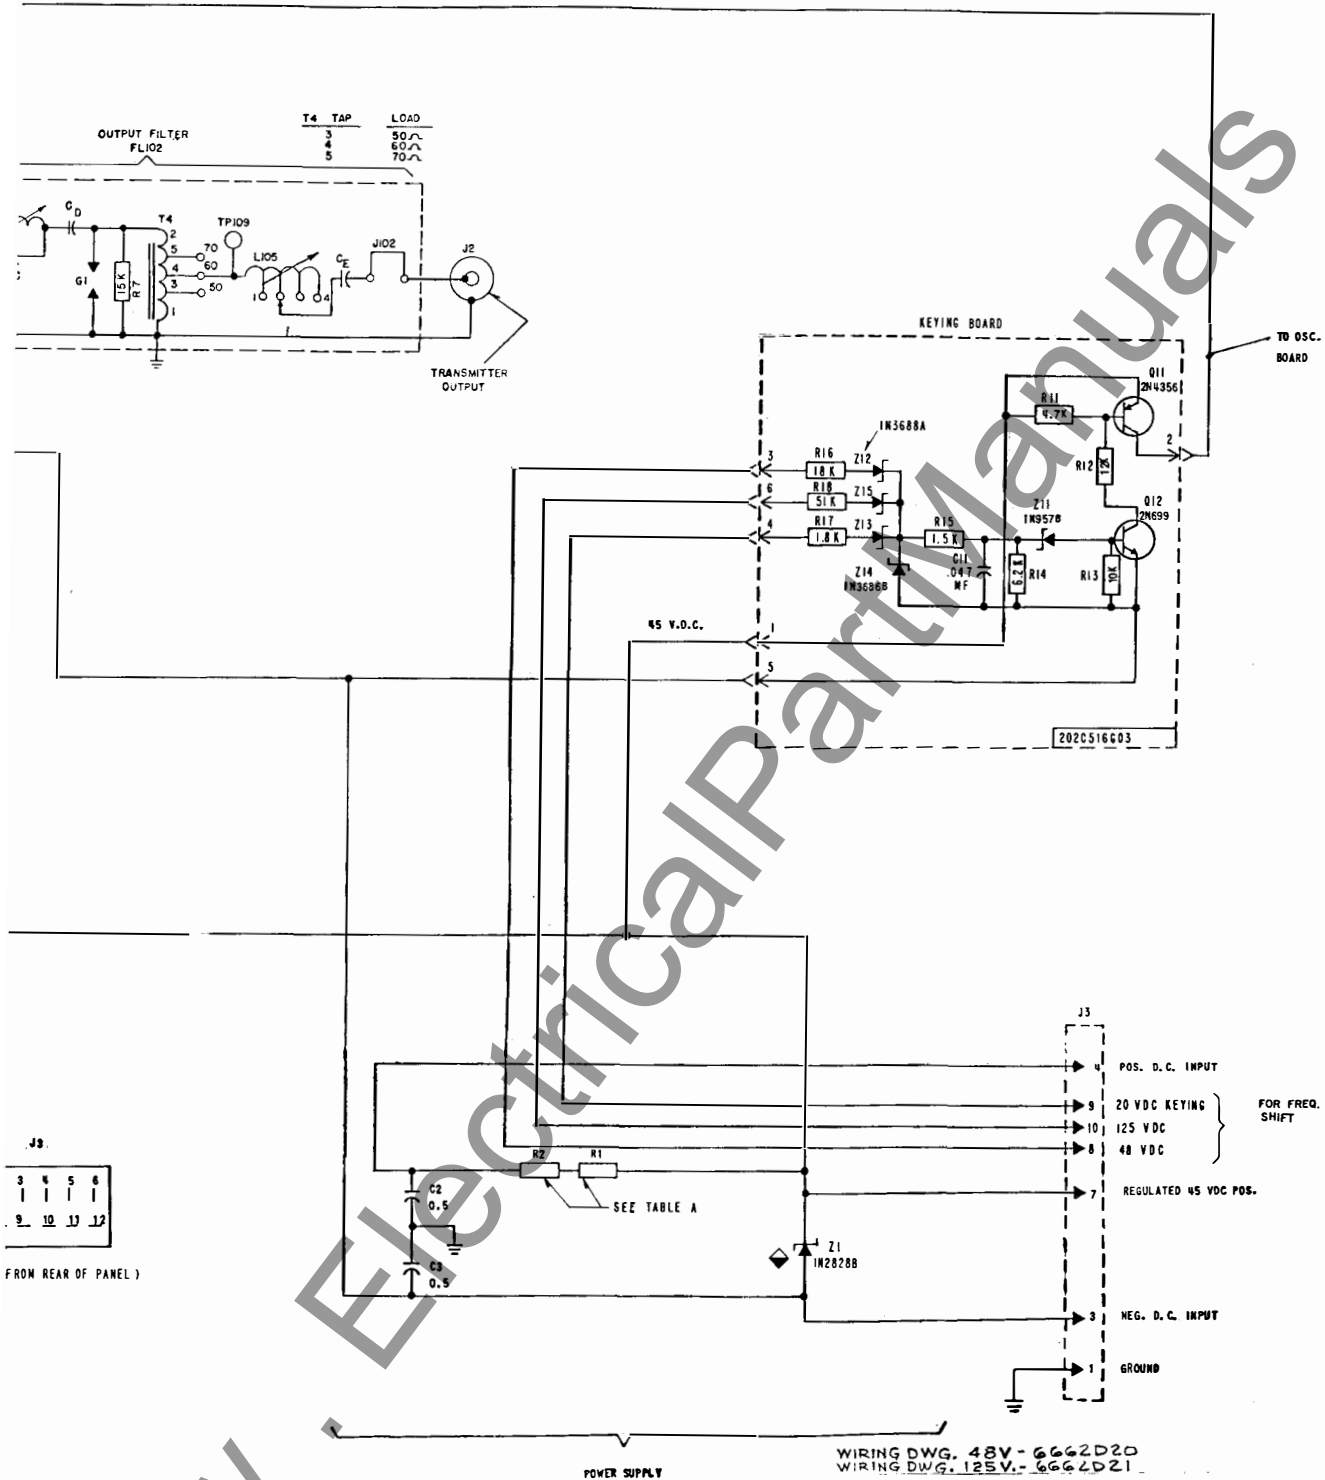 T4 TAP LOAD
3 50Ω
4 60Ω
5 70Ω
OUTPUT FILTER
FL102
C D
T4
TP109
2
5
70
4
60
3
50
1
G1
15K
R7
L105
1
4
C E
J102
J2
TRANSMITTER
OUTPUT
KEYING BOARD
TO OSC.
BOARD
Q11
2N4356
R11
4.7K
2
R12
12K
1N3688A
3
R16
18K
Z12
6
R18
51K
Z15
4
R17
1.8K
Z13
R15
1.5K
Z11
1N957B
Q12
2N699
C11
.047
MF
6.2K
R14
R13
10K
Z14
1N3686B
45 V.D.C.
1
5
202C516G03
J3
4 POS. D.C. INPUT
9 20 VDC KEYING
10 125 VDC
8 48 VDC
FOR FREQ.
SHIFT
7 REGULATED 45 VDC POS.
3 NEG. D.C. INPUT
1 GROUND
R2
R1
SEE TABLE A
C2
0.5
C3
0.5
Z1
1N2828B
J3
3 4 5 6
9 10 11 12
FROM REAR OF PANEL)
POWER SUPPLY
WIRING DWG. 48V - 6662D20
WIRING DWG. 125V.- 6662D21
ElectricalPartManuals